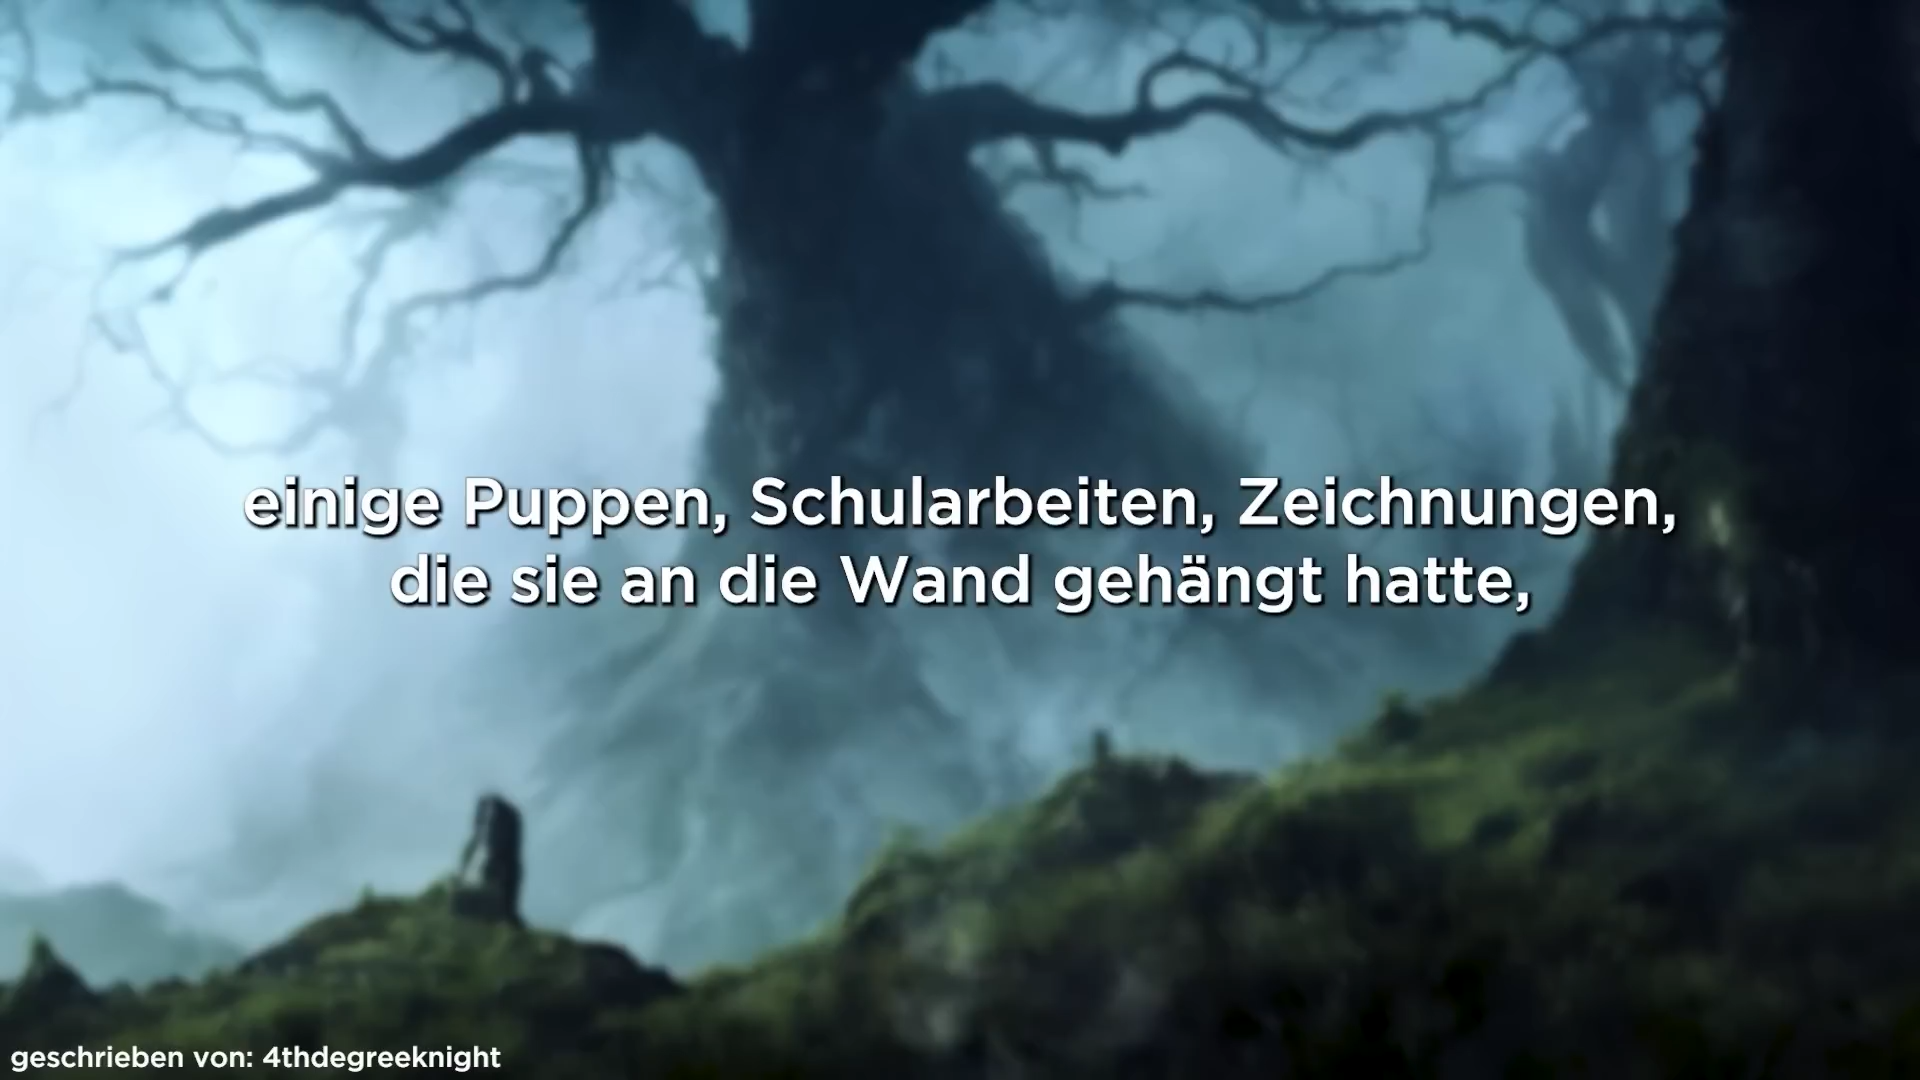 einige Puppen, Schularbeiten, Zeichnungen,
die sie an die Wand gehängt hatte,
geschrieben von: 4thdegreeknight